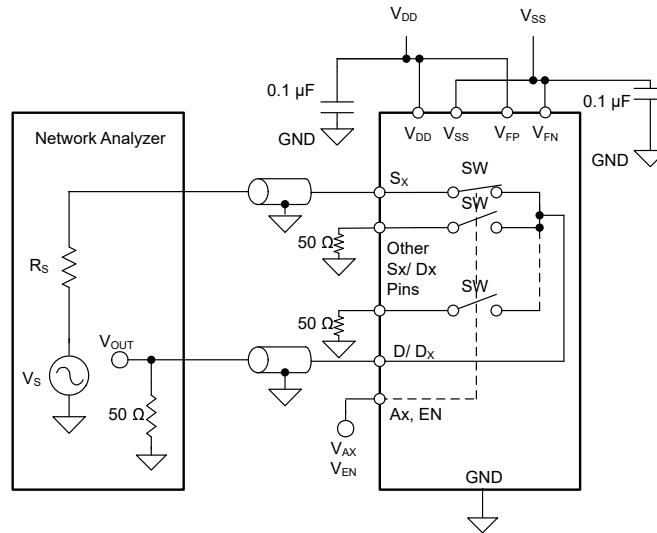 VDD
VSS
0.1 µF
0.1 µF
GND
VDD
VSS
VFP
VFN
GND
Network Analyzer
SX
SW
SW
50 Ω
Other
Sx/ Dx
Pins
RS
SW
50 Ω
VOUT
D/ DX
VS
50 Ω
Ax, EN
VAX
VEN
GND